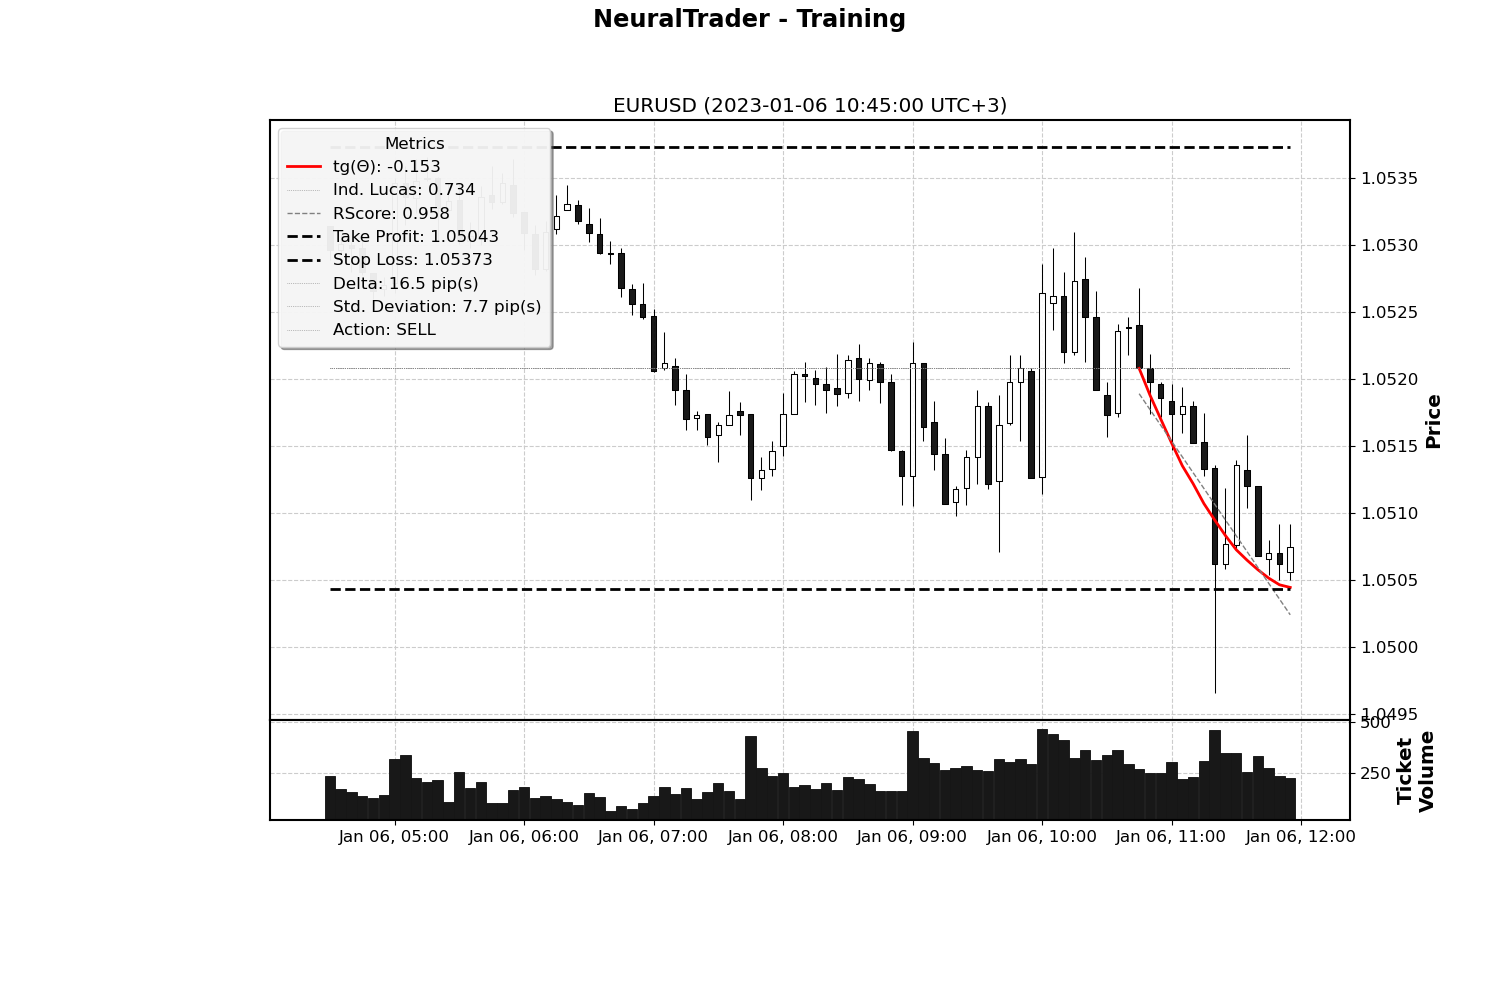 NeuralTrader - Training
EURUSD (2023-01-06 10:45:00 UTC+3)
Metrics
tg(Θ): -0.153
Ind. Lucas: 0.734
RScore: 0.958
Take Profit: 1.05043
Stop Loss: 1.05373
Delta: 16.5 pip(s)
Std. Deviation: 7.7 pip(s)
Action: SELL
1.0535
1.0530
1.0525
1.0520
1.0515
1.0510
1.0505
1.0500
1.0495
Price
500
250
Ticket
Volume
Jan 06, 05:00 Jan 06, 06:00 Jan 06, 07:00 Jan 06, 08:00 Jan 06, 09:00 Jan 06, 10:00 Jan 06, 11:00 Jan 06, 12:00